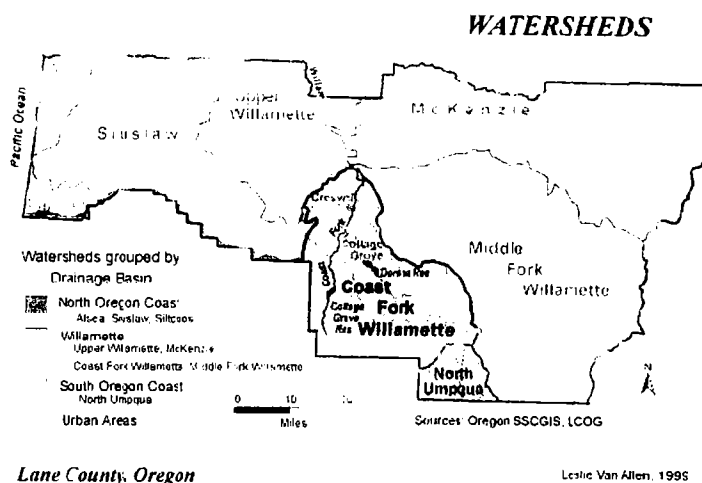 WATERSHEDS
Pacific Ocean
Siuslaw
Upper
Willamette
McKenzie
Creswell
Cottage
Grove
Dorena Res
Coast
Fork
Willamette
Cottage
Grove
Res
Middle
Fork
Willamette
North
Umpqua
Watersheds grouped by
Drainage Basin
North Oregon Coast
Alsea, Siuslaw, Siltcoos
Willamette
Upper Willamette, McKenzie
Coast Fork Willametta, Middle Fork Willamette
South Oregon Coast
North Umpqua
Urban Areas
0 10
Miles
N
Sources: Oregon SSCGIS, LCOG
Lane County, Oregon
Leslie Van Allen, 1999